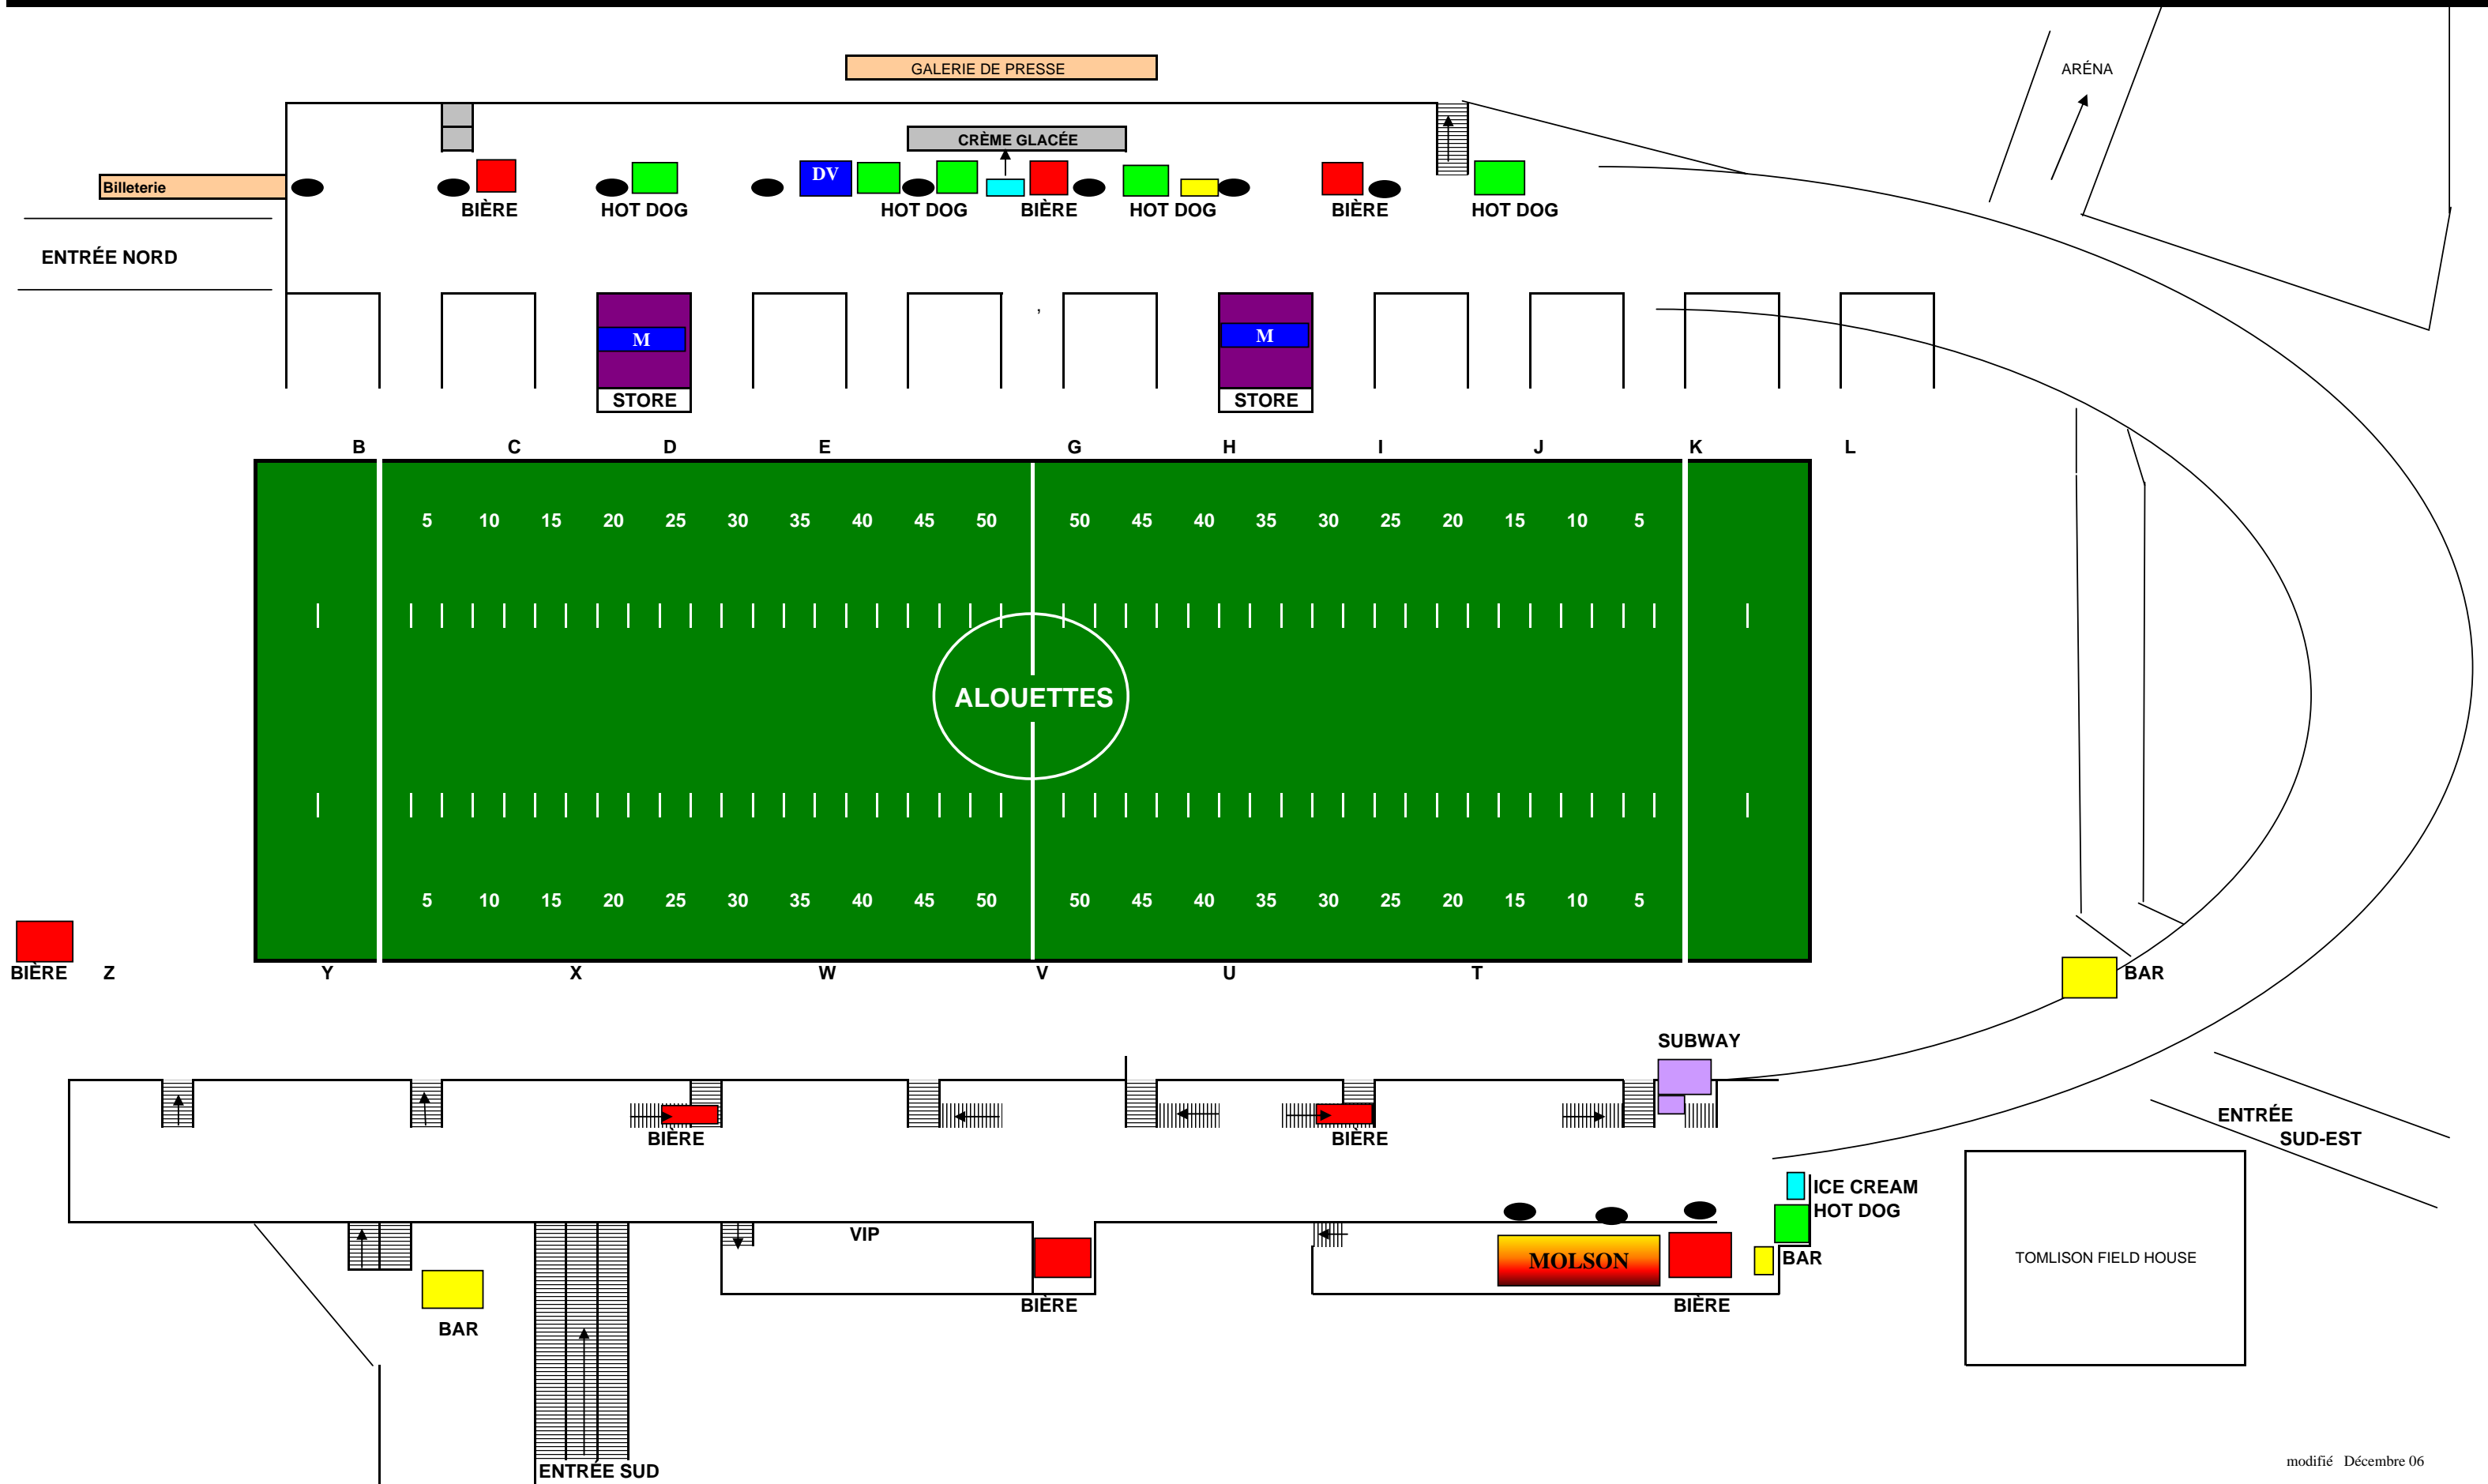 GALERIE DE PRESSE
ARÉNA
CRÈME GLACÉE
Billeterie
DV
BIÈRE HOT DOG HOT DOG BIÈRE HOT DOG BIÈRE HOT DOG
ENTRÉE NORD
,
M M
STORE STORE
B C D E G H I J K L
5 10 15 20 25 30 35 40 45 50 50 45 40 35 30 25 20 15 10 5
ALOUETTES
5 10 15 20 25 30 35 40 45 50 50 45 40 35 30 25 20 15 10 5
BIÈRE Z Y X W V U T BAR
SUBWAY
ENTRÉE
SUD-EST
BIÈRE BIÈRE
ICE CREAM
HOT DOG
VIP
BAR
TOMLISON FIELD HOUSE
MOLSON
BIÈRE BIÈRE
BAR
ENTRÉE SUD
modifié Décembre 06